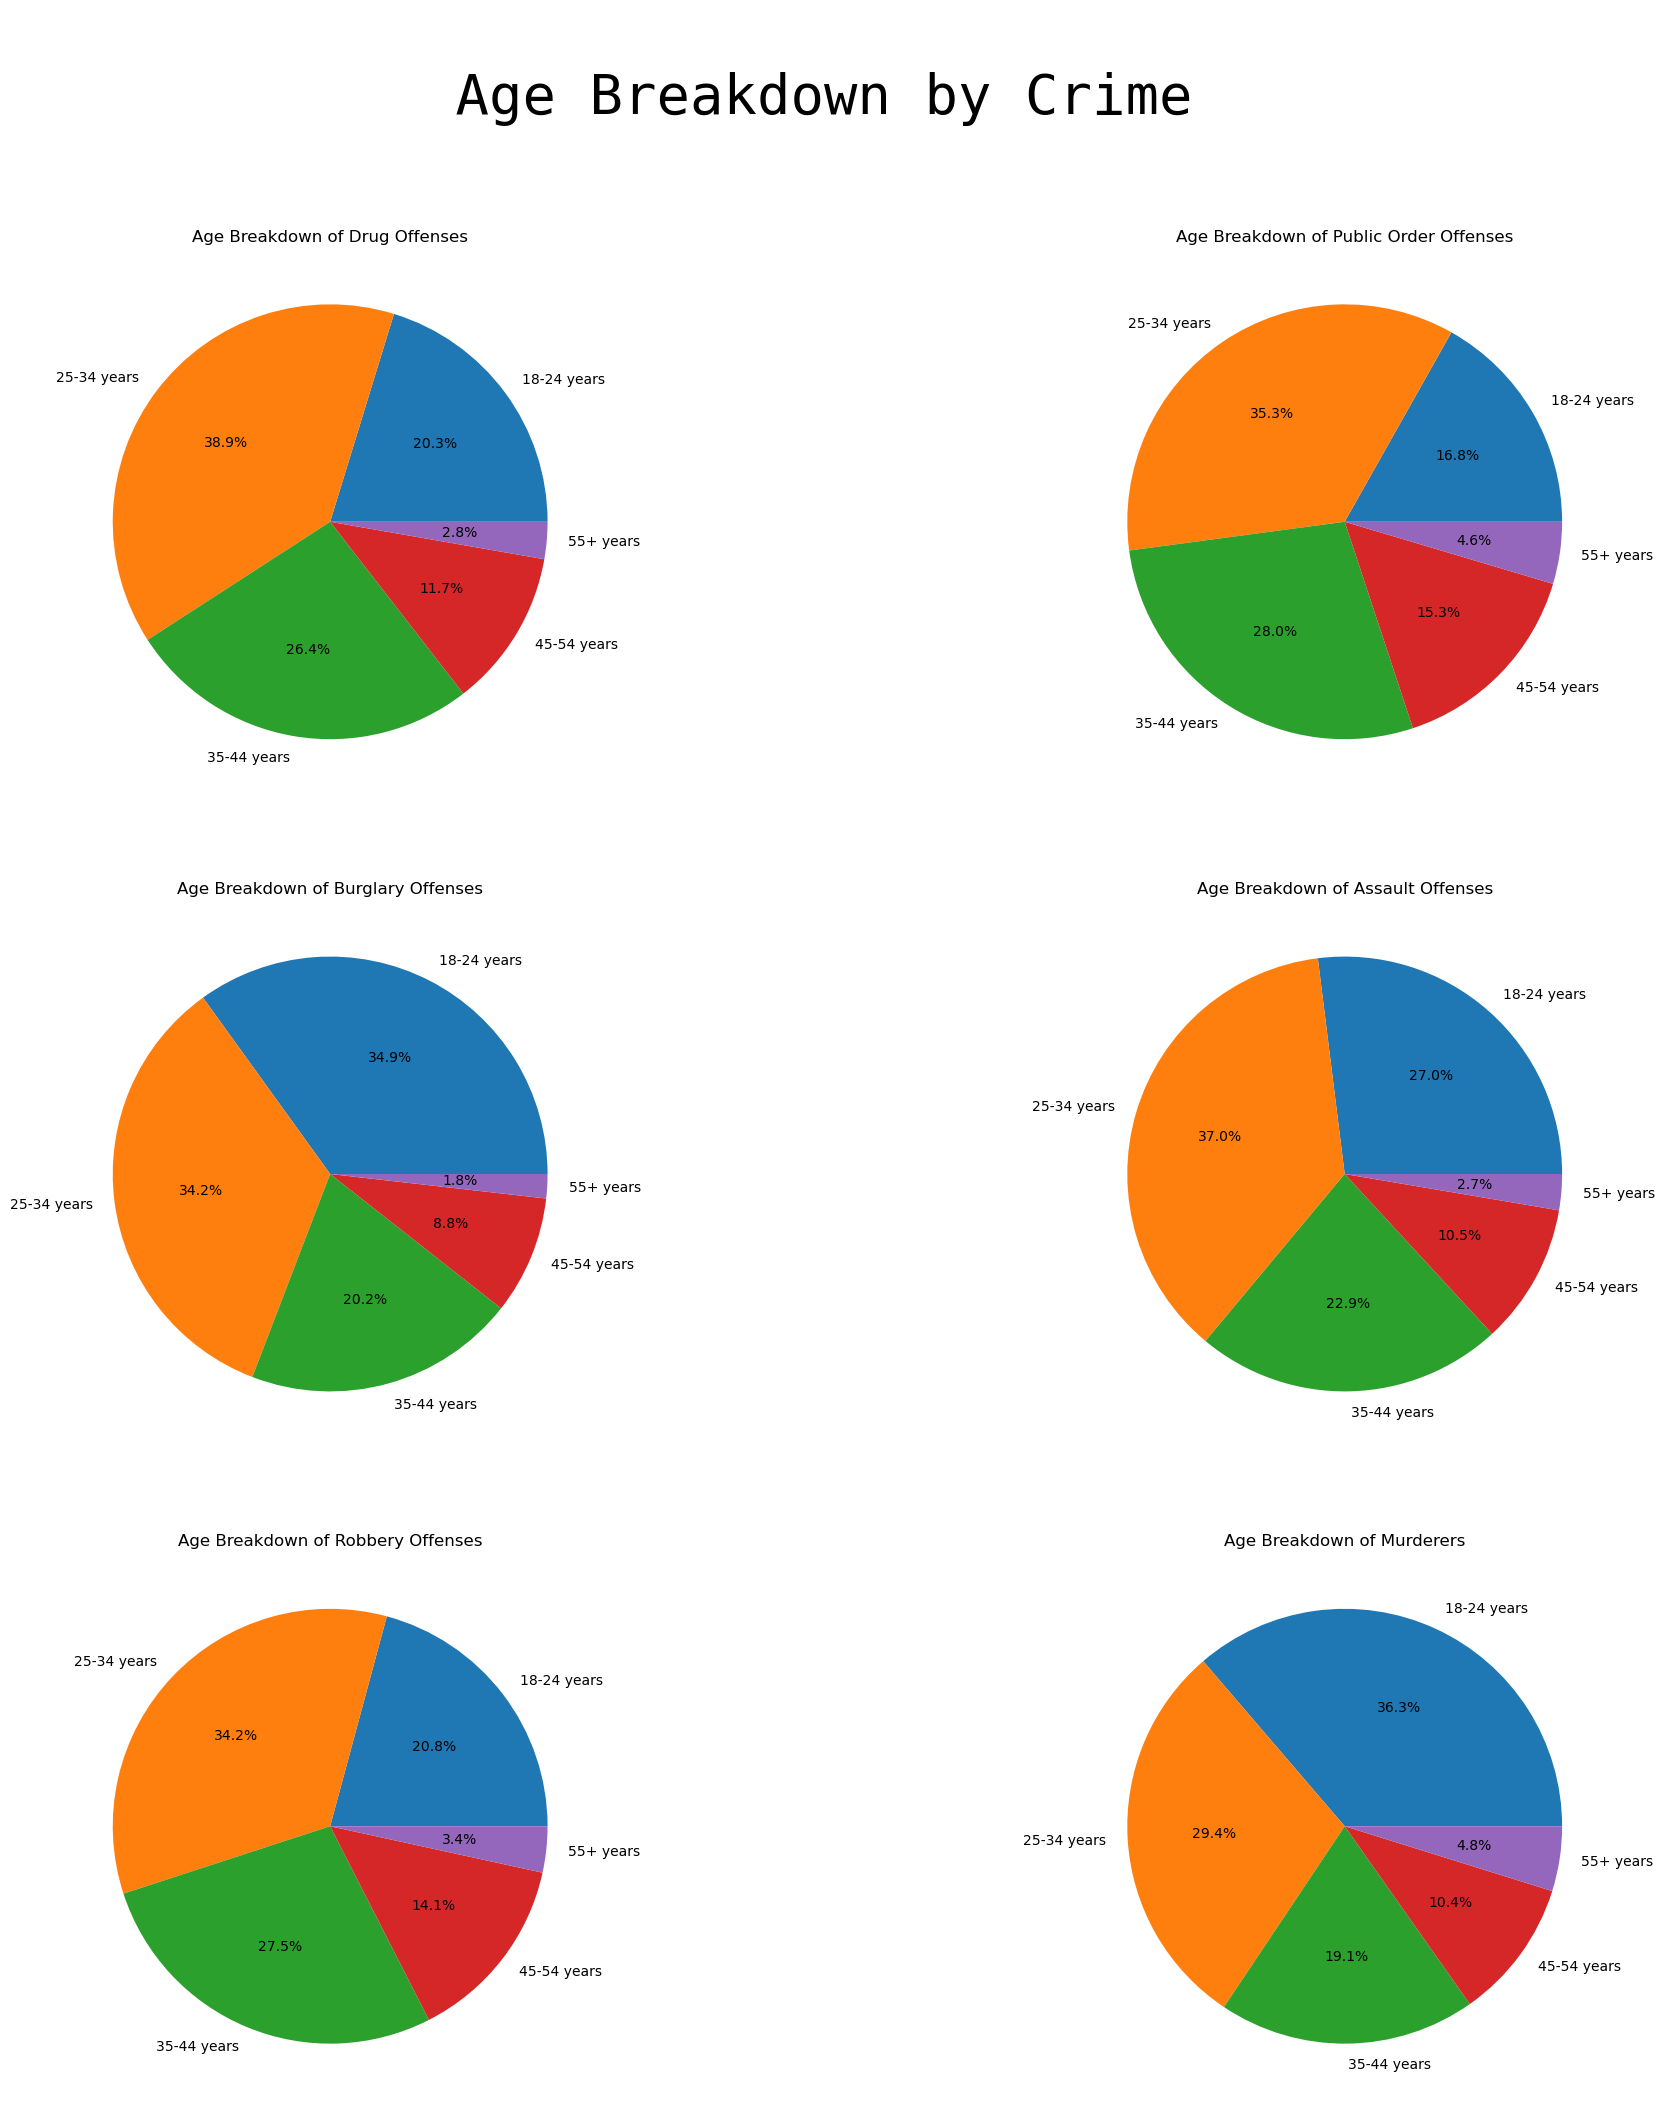 Age Breakdown by Crime
Age Breakdown of Drug Offenses
25-34 years
18-24 years
38.9%
20.3%
2.8%
55+ years
11.7%
26.4%
45-54 years
35-44 years
Age Breakdown of Public Order Offenses
25-34 years
18-24 years
35.3%
16.8%
4.6%
55+ years
15.3%
28.0%
45-54 years
35-44 years
Age Breakdown of Burglary Offenses
18-24 years
34.9%
1.8%
55+ years
34.2%
25-34 years
8.8%
45-54 years
20.2%
35-44 years
Age Breakdown of Assault Offenses
18-24 years
27.0%
25-34 years
37.0%
2.7%
55+ years
10.5%
45-54 years
22.9%
35-44 years
Age Breakdown of Robbery Offenses
25-34 years
18-24 years
34.2%
20.8%
3.4%
55+ years
14.1%
27.5%
45-54 years
35-44 years
Age Breakdown of Murderers
18-24 years
36.3%
29.4%
25-34 years
4.8%
55+ years
10.4%
19.1%
45-54 years
35-44 years